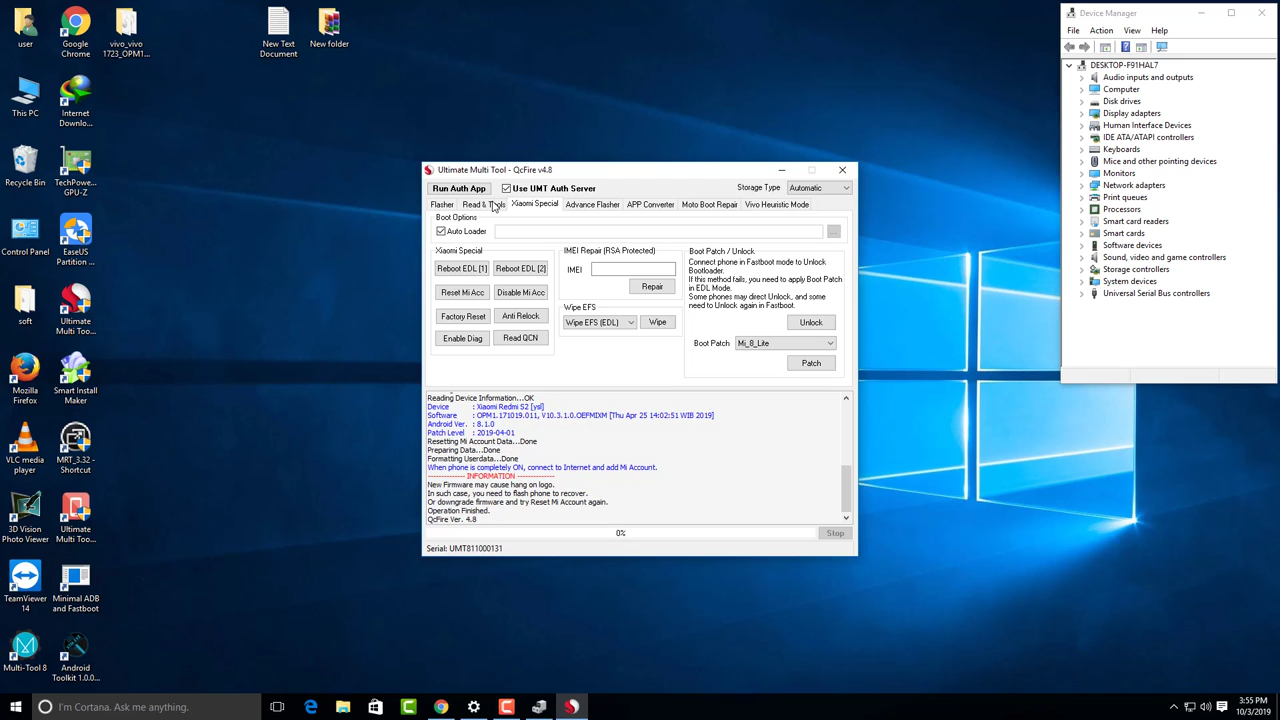 user
Google
Chrome
vivo_vivo
1723_OPM1...
New Text
Document
New folder
This PC
Internet
Downlo...
Recycle Bin
TechPowe...
GPU-Z
Control Panel
EaseUS
Partition ...
soft
Ultimate
Multi Tool...
Mozilla
Firefox
Smart Install
Maker
VLC media
player
MRT_3.32 -
Shortcut
3D Vision
Photo Viewer
Ultimate
Multi Too...
TeamViewer
14
Minimal ADB
and Fastboot
Multi-Tool 8
Android
Toolkit 1.0.0...
Ultimate Multi Tool - QcFire v4.8
Run Auth App
Use UMT Auth Server
Storage Type
Automatic
Flasher
Read & Tools
Xiaomi Special
Advance Flasher
APP Converter
Moto Boot Repair
Vivo Heuristic Mode
Boot Options
Auto Loader
...
Xiaomi Special
Reboot EDL [1]
Reboot EDL [2]
Reset Mi Acc
Disable Mi Acc
Factory Reset
Anti Relock
Enable Diag
Read QCN
IMEI Repair (RSA Protected)
IMEI
Repair
Wipe EFS
Wipe EFS (EDL)
Wipe
Boot Patch / Unlock
Connect phone in Fastboot mode to Unlock
Bootloader.
If this method fails, you need to apply Boot Patch
in EDL Mode.
Some phones may direct Unlock, and some
need to Unlock again in Fastboot.
Unlock
Boot Patch
Mi_8_Lite
Patch
Reading Device Information...OK
Device : Xiaomi Redmi S2 [ysl]
Software : OPM1.171019.011, V10.3.1.0.OEFMIXM [Thu Apr 25 14:02:51 WIB 2019]
Android Ver. : 8.1.0
Patch Level : 2019-04-01
Resetting Mi Account Data...Done
Preparing Data...Done
Formatting Userdata...Done
When phone is completely ON, connect to Internet and add Mi Account.
-------------- INFORMATION --------------
New Firmware may cause hang on logo.
In such case, you need to flash phone to recover.
Or downgrade firmware and try Reset Mi Account again.
Operation Finished.
QcFire Ver. 4.8
0%
Stop
Serial: UMT811000131
Device Manager
File
Action
View
Help
DESKTOP-F91HAL7
Audio inputs and outputs
Computer
Disk drives
Display adapters
Human Interface Devices
IDE ATA/ATAPI controllers
Keyboards
Mice and other pointing devices
Monitors
Network adapters
Print queues
Processors
Smart card readers
Smart cards
Software devices
Sound, video and game controllers
Storage controllers
System devices
Universal Serial Bus controllers
I'm Cortana. Ask me anything.
3:55 PM
10/3/2019